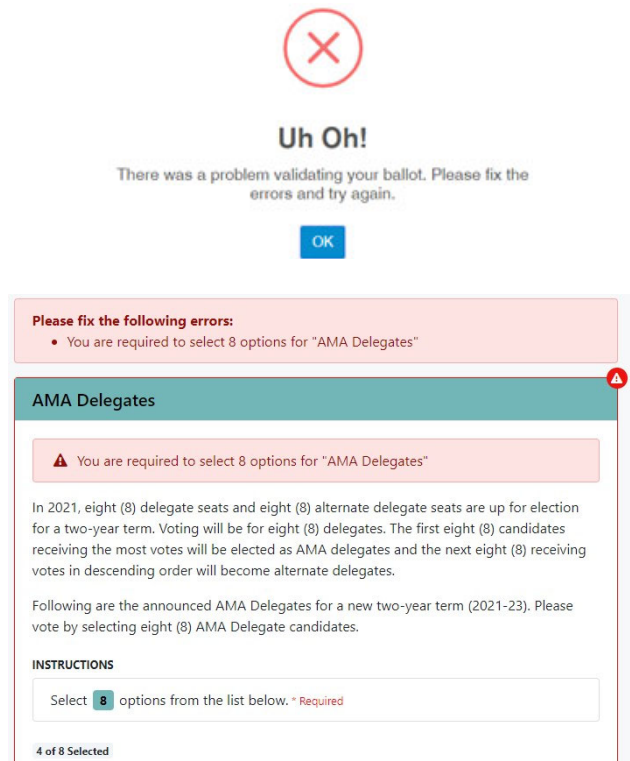 Uh Oh!
There was a problem validating your ballot. Please fix the
errors and try again.
OK
Please fix the following errors:
• You are required to select 8 options for "AMA Delegates"
AMA Delegates
You are required to select 8 options for "AMA Delegates"
In 2021, eight (8) delegate seats and eight (8) alternate delegate seats are up for election
for a two-year term. Voting will be for eight (8) delegates. The first eight (8) candidates
receiving the most votes will be elected as AMA delegates and the next eight (8) receiving
votes in descending order will become alternate delegates.
Following are the announced AMA Delegates for a new two-year term (2021-23). Please
vote by selecting eight (8) AMA Delegate candidates.
INSTRUCTIONS
Select 8 options from the list below. * Required
4 of 8 Selected